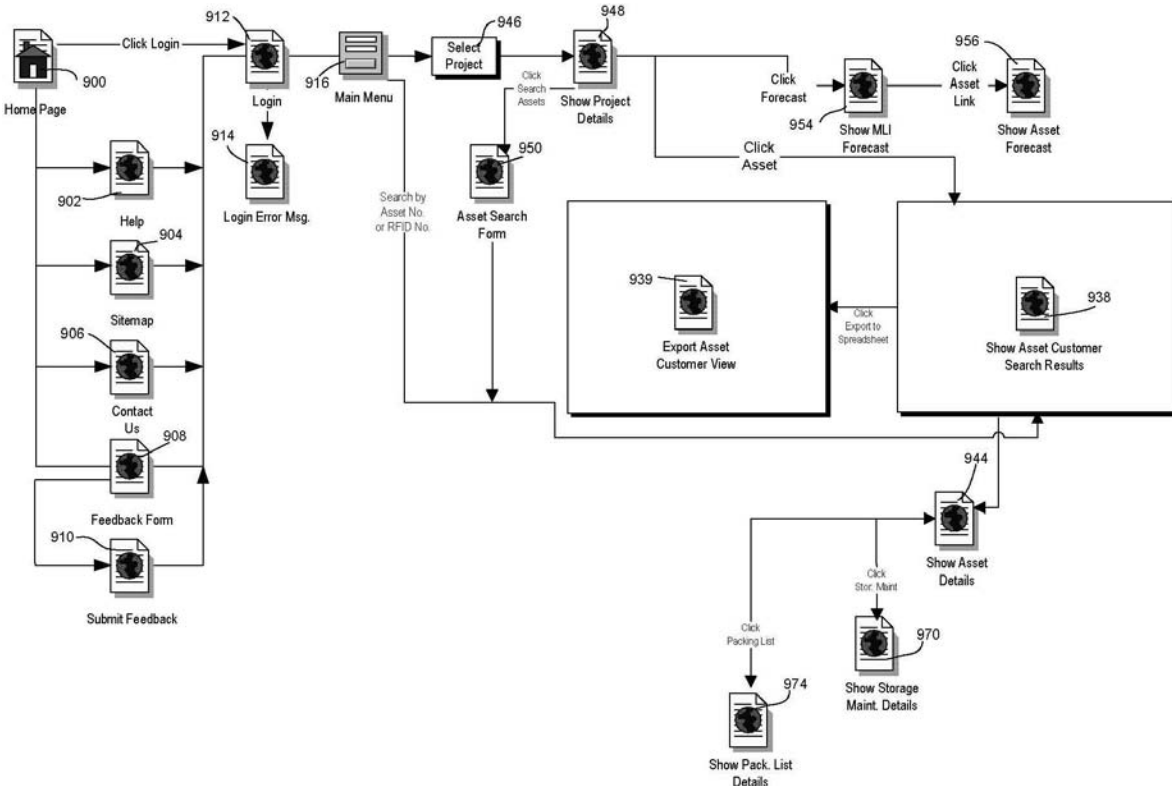 900
Home Page
Click Login
912
Login
914
Login Error Msg.
916
Main Menu
946
Select
Project
948
Show Project
Details
Click
Search
Assets
950
Asset Search
Form
Search by
Asset No.
or RFID No.
Click
Forecast
954
Show MLI
Forecast
Click
Asset
Link
956
Show Asset
Forecast
Click
Asset
902
Help
904
Sitemap
906
Contact
Us
908
Feedback Form
910
Submit Feedback
939
Export Asset
Customer View
Click
Export to
Spreadsheet
938
Show Asset Customer
Search Results
944
Show Asset
Details
Click
Stor. Maint
970
Show Storage
Maint. Details
Click
Packing List
974
Show Pack. List
Details